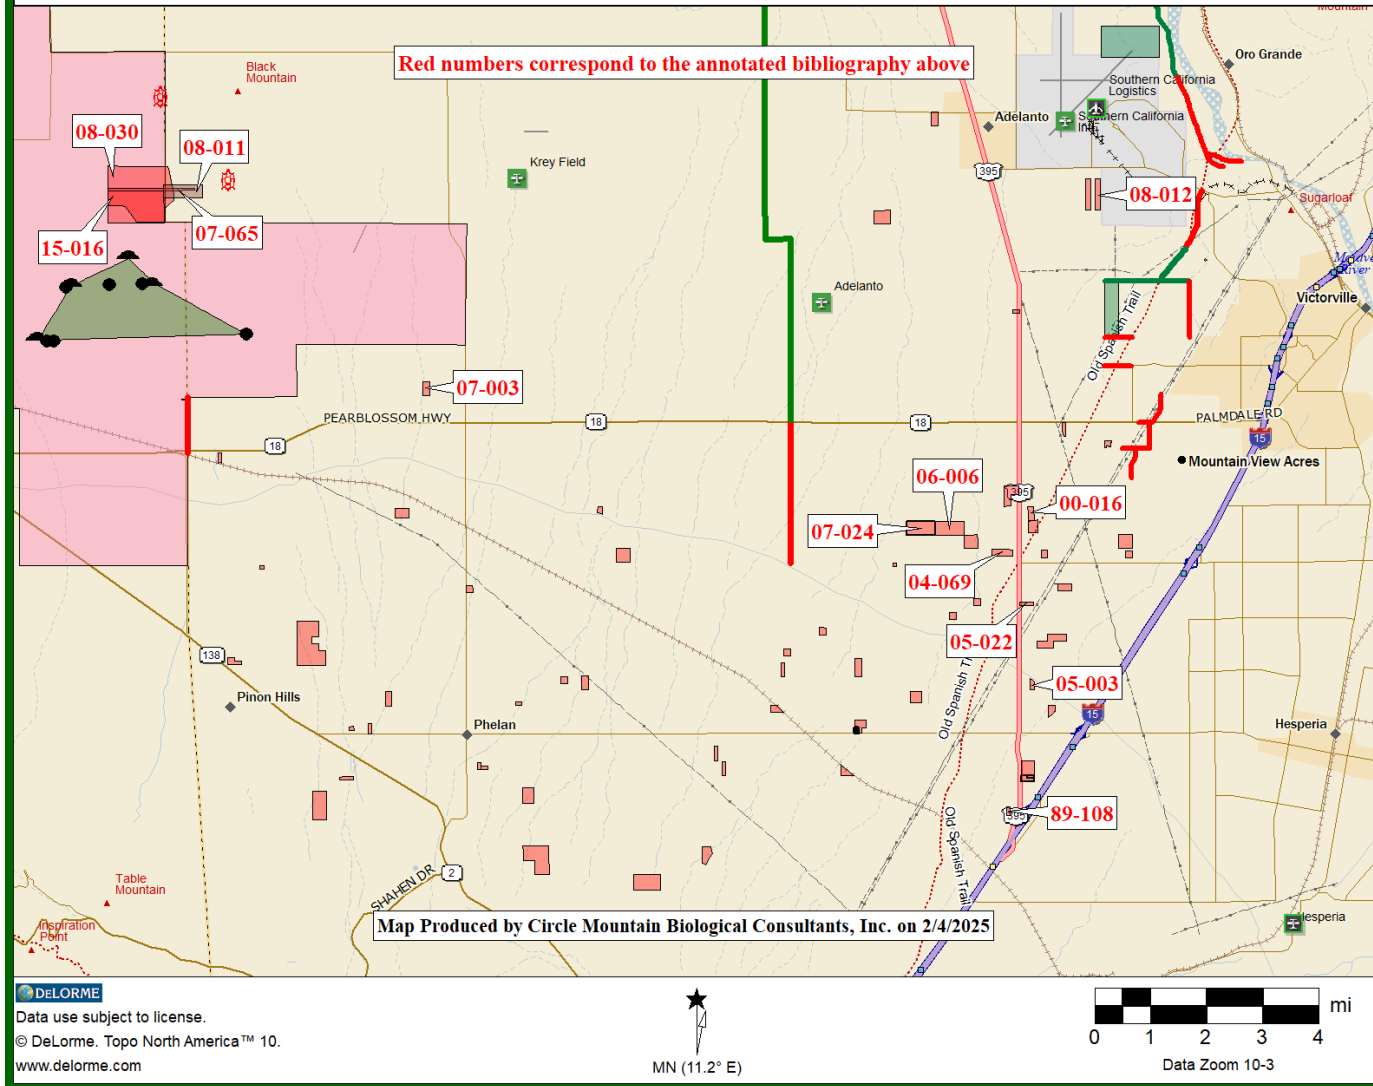 Mountain
Oro Grande
Red numbers correspond to the annotated bibliography above
Black
Mountain
Southern California
Logistics
Adelanto
08-030
08-011
Krey Field
395
08-012
Sugarloaf
15-016
07-065
Adelanto
Victorville
Old Spanish Trail
07-003
PEARBLOSSOM HWY
18
18
18
PALMDALE RD
15
Mountain View Acres
06-006
395
00-016
07-024
04-069
05-022
138
Pinon Hills
05-003
Old Spanish
15
Phelan
Hesperia
395
89-108
Old Spanish Trail
2
SHAHEN DR
Table
Mountain
Inspiration
Point
Map Produced by Circle Mountain Biological Consultants, Inc. on 2/4/2025
DELORME
Data use subject to license.
© DeLorme. Topo North America™ 10.
www.delorme.com
MN (11.2° E)
mi
0 1 2 3 4
Data Zoom 10-3